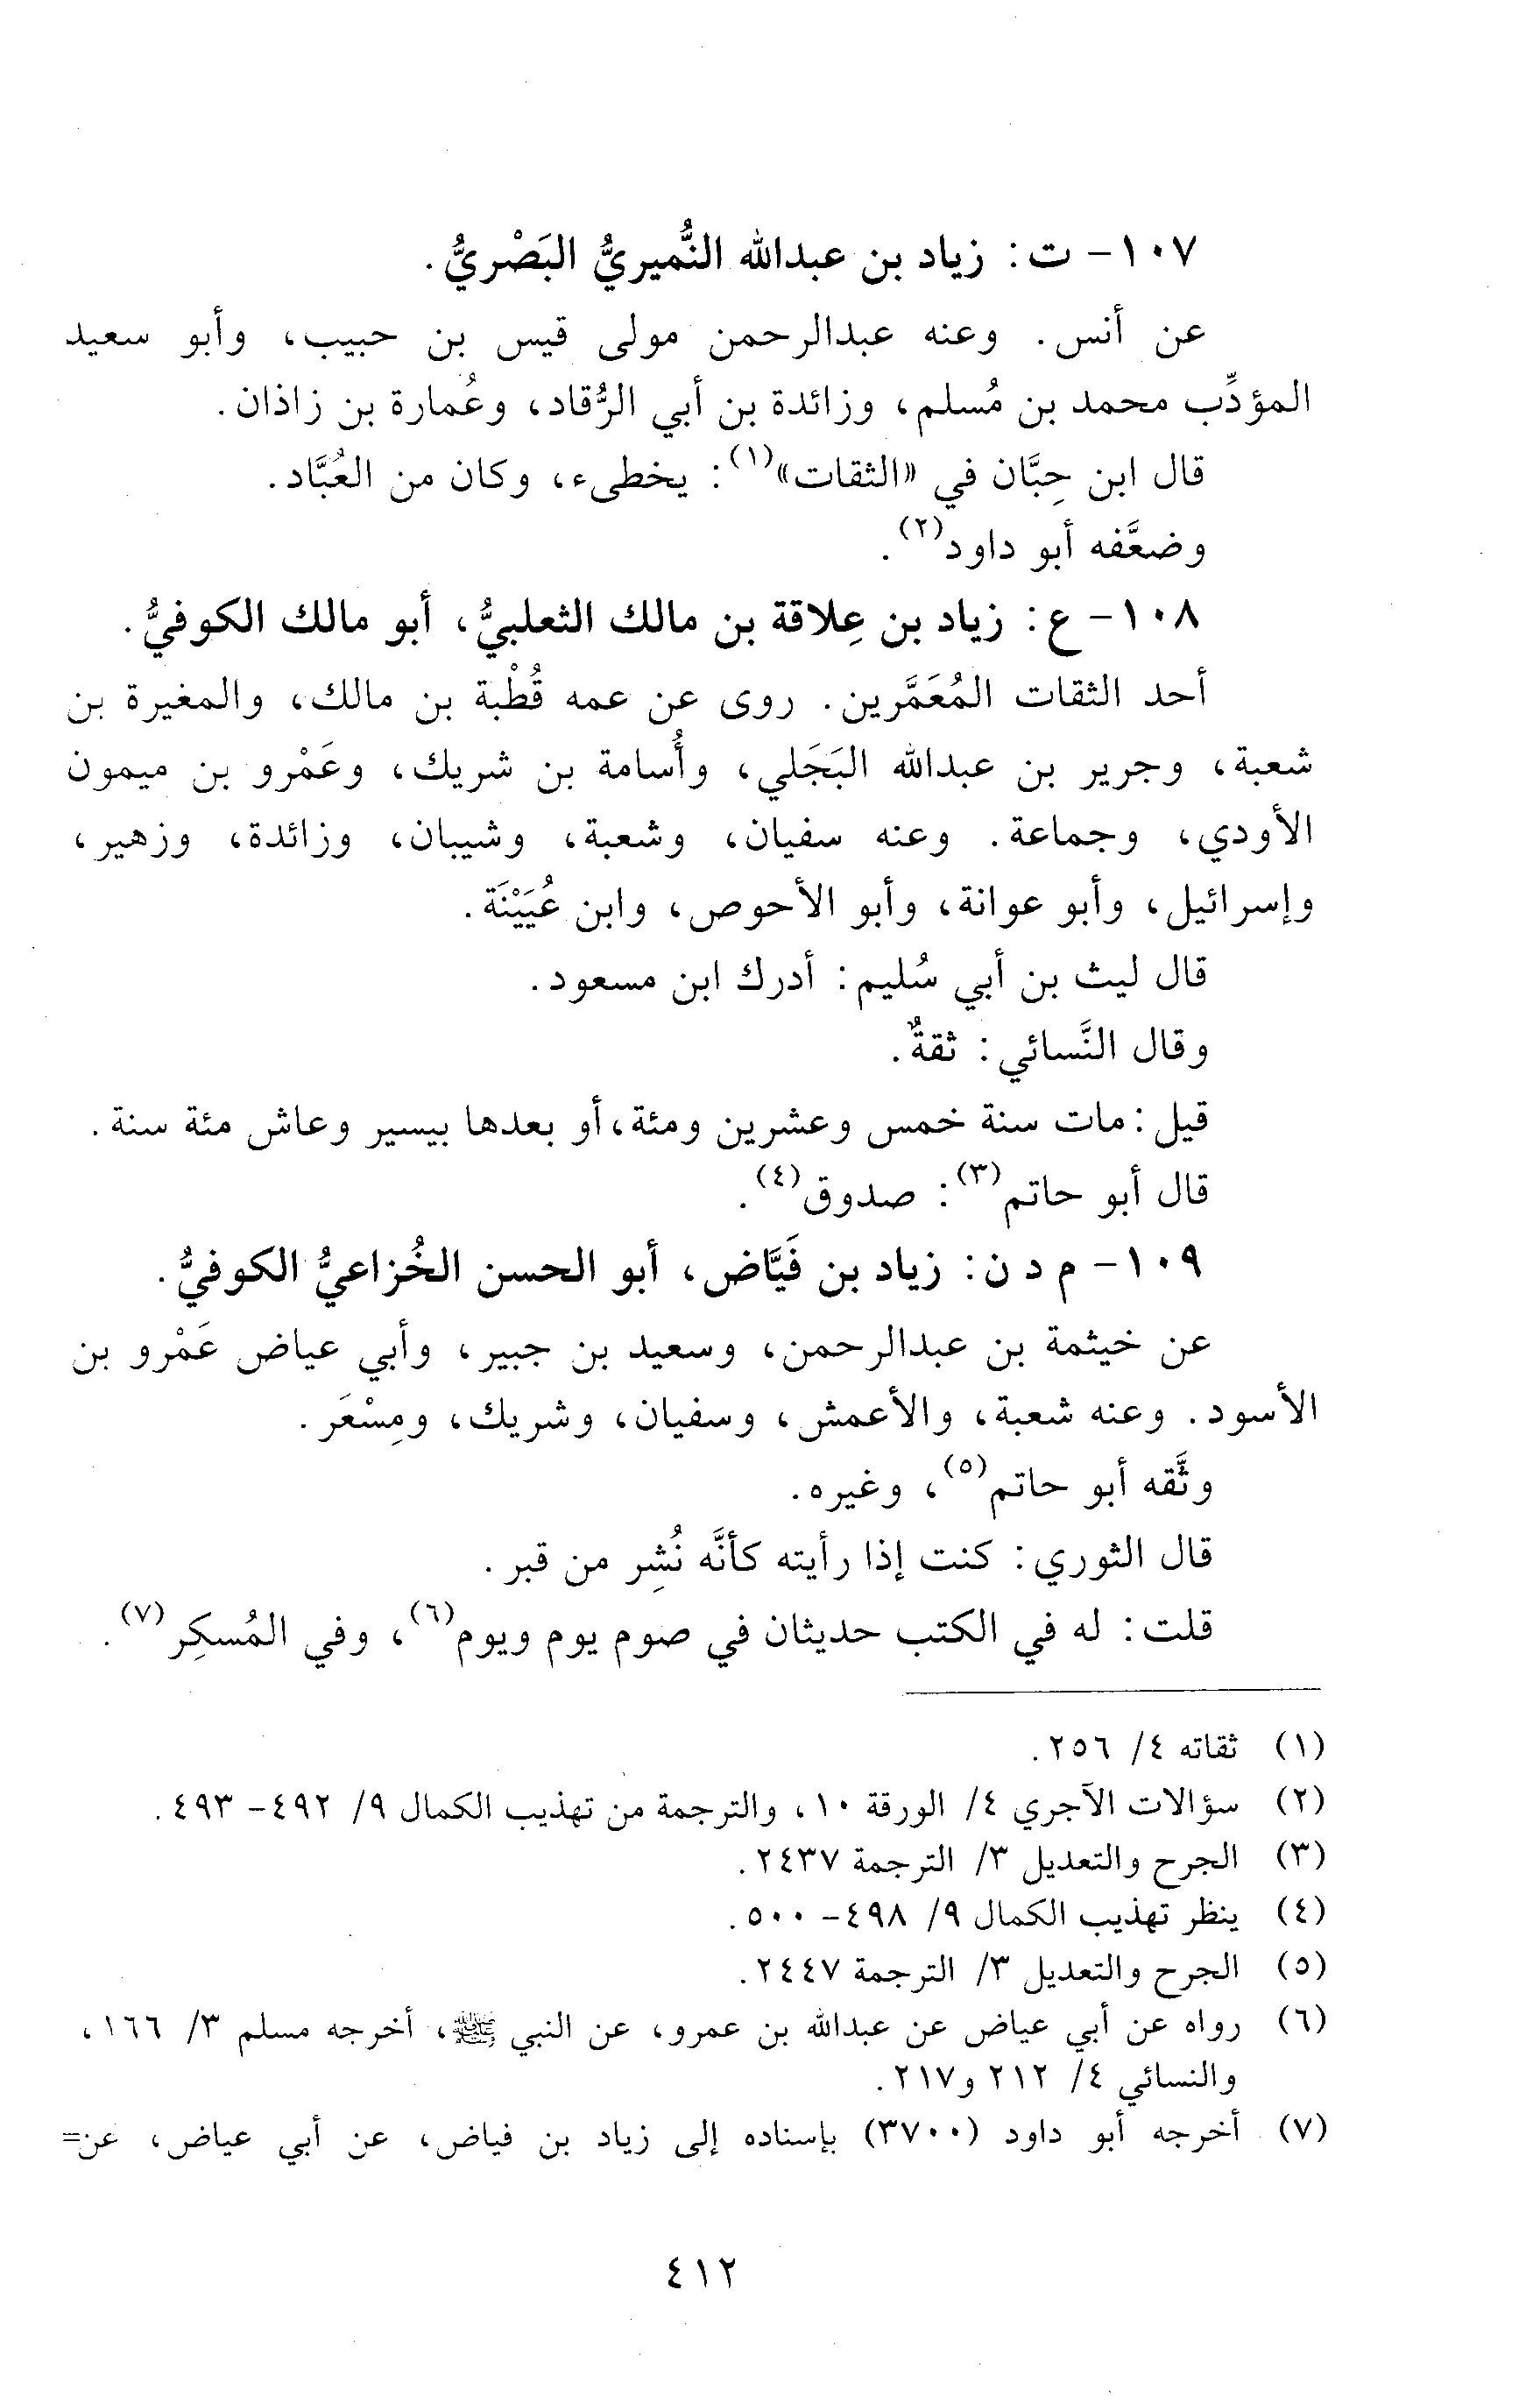 ١٠٧- ت: زياد بن عبدالله النُّميريُّ البَصْريُّ.
عن أنس. وعنه عبدالرحمن مولى قيس بن حبيب، وأبو سعيد
المؤدِّب محمد بن مُسلم، وزائدة بن أبي الرُّقاد، وعُمارة بن زاذان.
قال ابن حِبَّان في «الثقات»(١): يخطىء، وكان من العُبَّاد.
وضعَّفه أبو داود(٢).
١٠٨- ع: زياد بن عِلاقة بن مالك الثعلبيُّ، أبو مالك الكوفيُّ.
أحد الثقات المُعَمَّرين. روى عن عمه قُطْبة بن مالك، والمغيرة بن
شعبة، وجرير بن عبدالله البَجَلي، وأُسامة بن شريك، وعَمْرو بن ميمون
الأودي، وجماعة. وعنه سفيان، وشعبة، وشيبان، وزائدة، وزهير،
وإسرائيل، وأبو عوانة، وأبو الأحوص، وابن عُيَيْنَة.
قال ليث بن أبي سُليم: أدرك ابن مسعود.
وقال النَّسائي: ثقةٌ.
قيل: مات سنة خمس وعشرين ومئة، أو بعدها بيسير وعاش مئة سنة.
قال أبو حاتم(٣): صدوق(٤).
١٠٩- م د ن: زياد بن فَيَّاض، أبو الحسن الخُزاعيُّ الكوفيُّ.
عن خيثمة بن عبدالرحمن، وسعيد بن جبير، وأبي عياض عَمْرو بن
الأسود. وعنه شعبة، والأعمش، وسفيان، وشريك، ومِسْعَر.
وثَّقه أبو حاتم(٥)، وغيره.
قال الثوري: كنت إذا رأيته كأنَّه نُشِر من قبر.
قلت: له في الكتب حديثان في صوم يوم ويوم(٦)، وفي المُسكِر(٧).
(١) ثقاته ٤/ ٢٥٦.
(٢) سؤالات الآجري ٤/ الورقة ١٠، والترجمة من تهذيب الكمال ٩/ ٤٩٢- ٤٩٣.
(٣) الجرح والتعديل ٣/ الترجمة ٢٤٣٧.
(٤) ينظر تهذيب الكمال ٩/ ٤٩٨- ٥٠٠.
(٥) الجرح والتعديل ٣/ الترجمة ٢٤٤٧.
(٦) رواه عن أبي عياض عن عبدالله بن عمرو، عن النبي ﷺ، أخرجه مسلم ٣/ ١٦٦،
والنسائي ٤/ ٢١٢ و٢١٧.
(٧) أخرجه أبو داود (٣٧٠٠) بإسناده إلى زياد بن فياض، عن أبي عياض، عن=
٤١٢